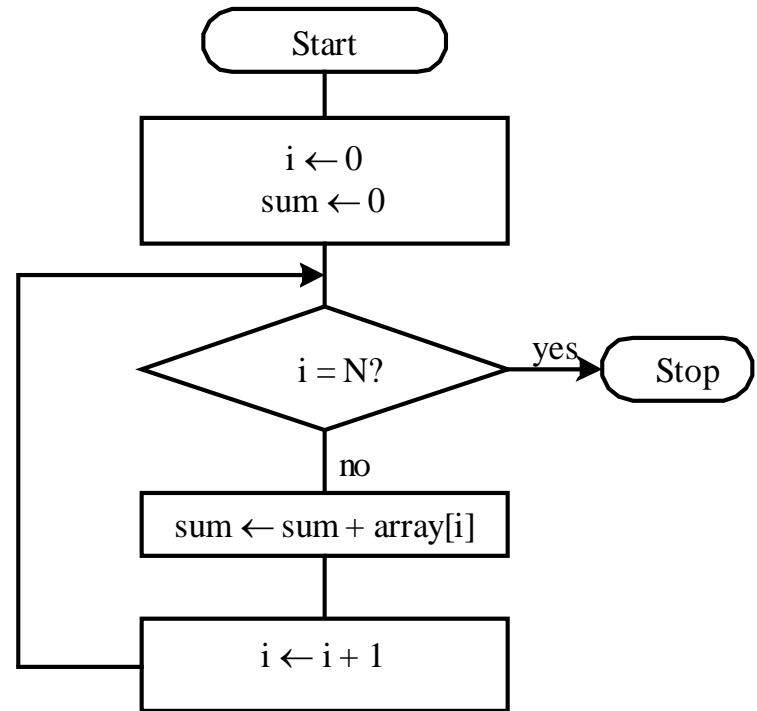 Start
i ← 0
sum ← 0
i = N?
yes
Stop
no
sum ← sum + array[i]
i ← i + 1